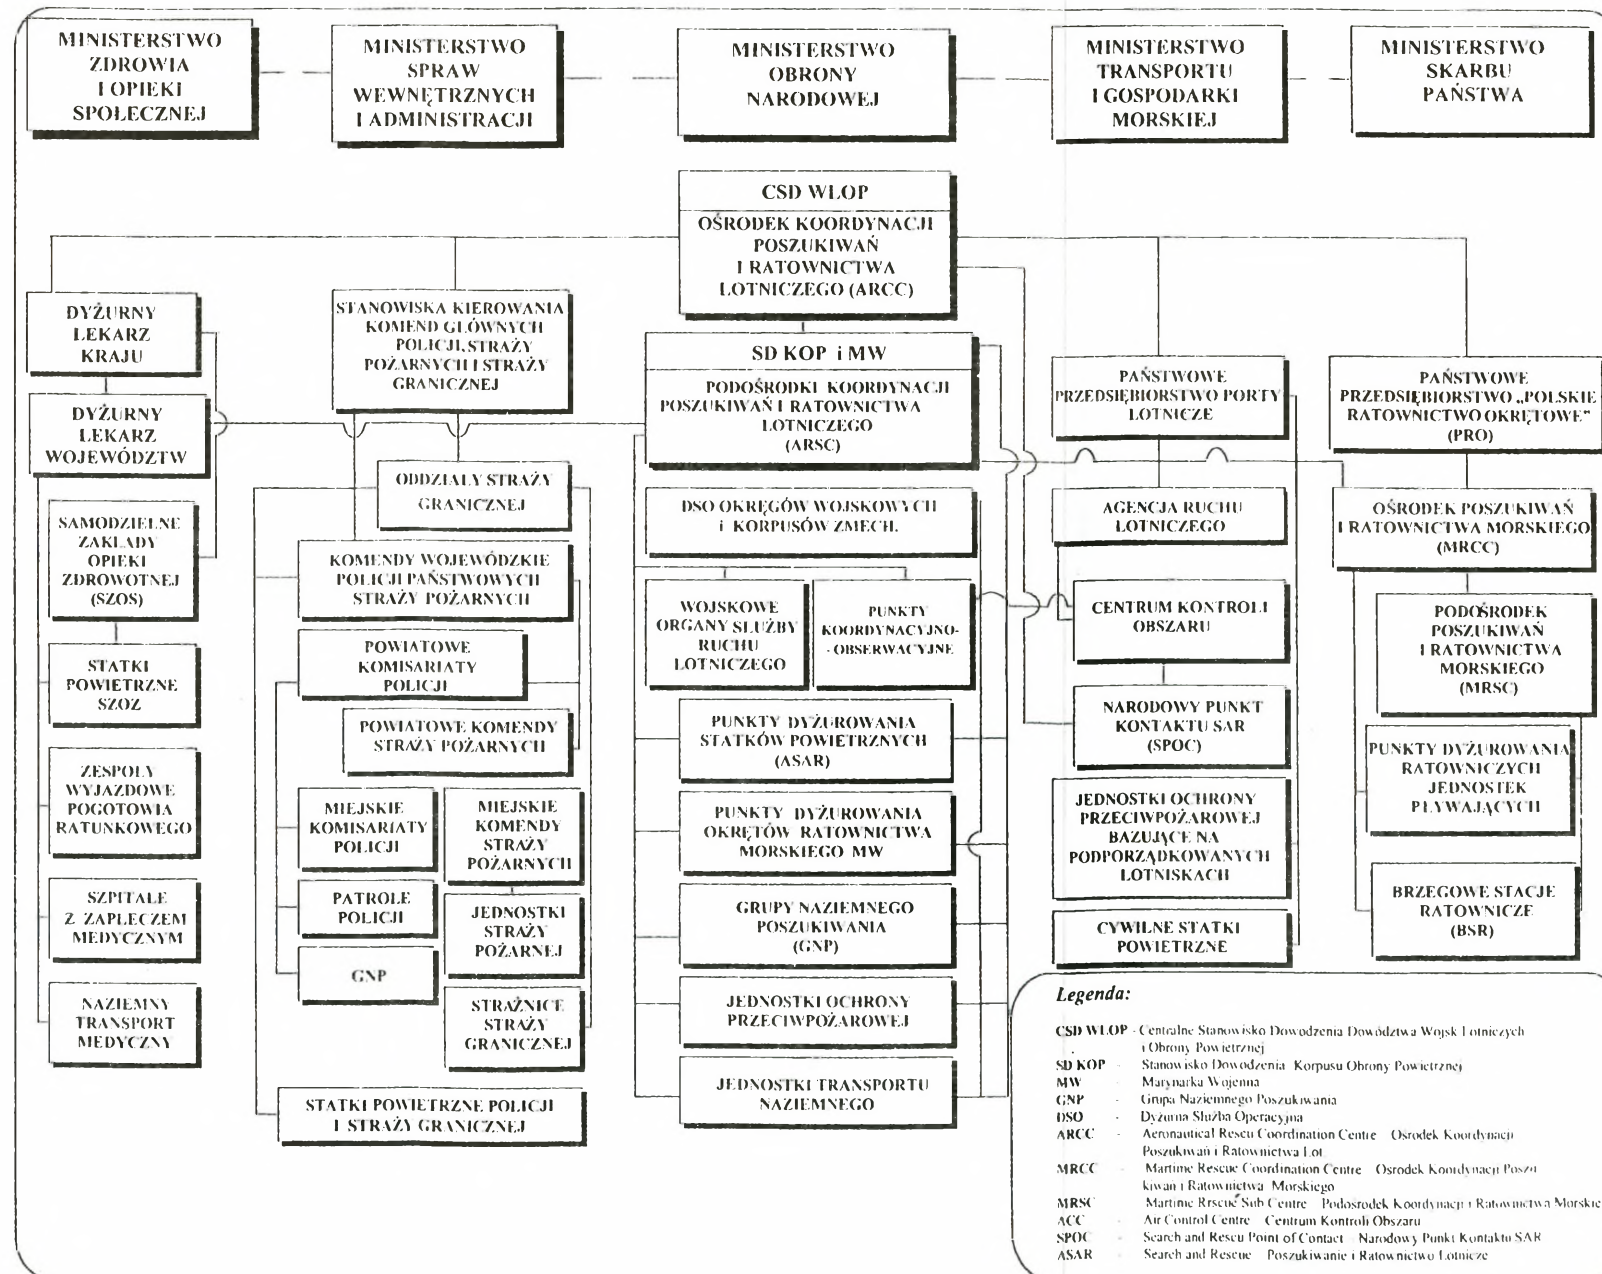 MINISTERSTWO
ZDROWIA
I OPIEKI
SPOŁECZNEJ
MINISTERSTWO
SPRAW
WEWNĘTRZNYCH
I ADMINISTRACJI
MINISTERSTWO
OBRONY
NARODOWEJ
MINISTERSTWO
TRANSPORTU
I GOSPODARKI
MORSKIEJ
MINISTERSTWO
SKARBU
PAŃSTWA
CSD WLOP
OŚRODEK KOORDYNACJI
POSZUKIWAŃ
I RATOWNICTWA
LOTNICZEGO (ARCC)
DYŻURNY
LEKARZ
KRAJU
DYŻURNY
LEKARZ
WOJEWÓDZTW
SAMODZIELNE
ZAKŁADY
OPIEKI
ZDROWOTNEJ
(SZOS)
STATKI
POWIETRZNE
SZOZ
ZESPOŁY
WYJAZDOWE
POGOTOWIA
RATUNKOWEGO
SZPITALE
Z ZAPLECZEM
MEDYCZNYM
NAZIEMNY
TRANSPORT
MEDYCZNY
STANOWISKA KIEROWANIA
KOMEND GŁÓWNYCH
POLICJI, STRAŻY
POŻARNYCH I STRAŻY
GRANICZNEJ
ODDZIAŁY STRAŻY
GRANICZNEJ
KOMENDY WOJEWÓDZKIE
POLICJI PAŃSTWOWYCH
STRAŻY POŻARNYCH
POWIATOWE
KOMISARIATY
POLICJI
POWIATOWE KOMENDY
STRAŻY POŻARNYCH
MIEJSKIE
KOMISARIATY
POLICJI
MIEJSKIE
KOMENDY
STRAŻY
POŻARNYCH
PATROLE
POLICJI
JEDNOSTKI
STRAŻY
POŻARNEJ
GNP
STRAŻNICE
STRAŻY
GRANICZNEJ
STATKI POWIETRZNE POLICJI
I STRAŻY GRANICZNEJ
SD KOP i MW
PODOŚRODKI KOORDYNACJI
POSZUKIWAŃ I RATOWNICTWA
LOTNICZEGO
(ARSC)
DSO OKRĘGÓW WOJSKOWYCH
i KORPUSÓW ZMECH.
WOJSKOWE
ORGANY SŁUŻBY
RUCHU
LOTNICZEGO
PUNKTY
KOORDYNACYJNO-
-OBSERWACYJNE
PUNKTY DYŻUROWANIA
STATKÓW POWIETRZNYCH
(ASAR)
PUNKTY DYŻUROWANIA
OKRĘTÓW RATOWNICTWA
MORSKIEGO MW
GRUPY NAZIEMNEGO
POSZUKIWANIA
(GNP)
JEDNOSTKI OCHRONY
PRZECIWPOŻAROWEJ
JEDNOSTKI TRANSPORTU
NAZIEMNEGO
PAŃSTWOWE
PRZEDSIĘBIORSTWO PORTY
LOTNICZE
AGENCJA RUCHU
LOTNICZEGO
CENTRUM KONTROLI
OBSZARU
NARODOWY PUNKT
KONTAKTU SAR
(SPOC)
JEDNOSTKI OCHRONY
PRZECIWPOŻAROWEJ
BAZUJĄCE NA
PODPORZĄDKOWANYCH
LOTNISKACH
CYWILNE STATKI
POWIETRZNE
PAŃSTWOWE
PRZEDSIĘBIORSTWO „POLSKIE
RATOWNICTWO OKRĘTOWE"
(PRO)
OŚRODEK POSZUKIWAŃ
I RATOWNICTWA MORSKIEGO
(MRCC)
PODOŚRODEK
POSZUKIWAŃ
I RATOWNICTWA
MORSKIEGO
(MRSC)
PUNKTY DYŻUROWANIA
RATOWNICZYCH
JEDNOSTEK
PŁYWAJĄCYCH
BRZEGOWE STACJE
RATOWNICZE
(BSR)
Legenda:
CSD WLOP - Centralne Stanowisko Dowodzenia Dowództwa Wojsk Lotniczych
i Obrony Powietrznej
SD KOP - Stanowisko Dowodzenia Korpusu Obrony Powietrznej
MW - Marynarka Wojenna
GNP - Grupa Naziemnego Poszukiwania
DSO - Dyżurna Służba Operacyjna
ARCC - Aeronautical Rescu Coordination Centre Ośrodek Koordynacji
Poszukiwań i Ratownictwa Lot.
MRCC - Martime Rescue Coordination Centre Ośrodek Koordynacji Poszu
kiwań i Ratownictwa Morskiego
MRSC - Martime Rrscue Sub Centre Podośrodek Koordynacji i Ratownictwa Morskie
ACC - Air Control Centre Centrum Kontroli Obszaru
SPOC - Search and Rescu Point of Contact Narodowy Punkt Kontaktu SAR
ASAR - Search and Rescue Poszukiwanie i Ratownictwo Lotnicze